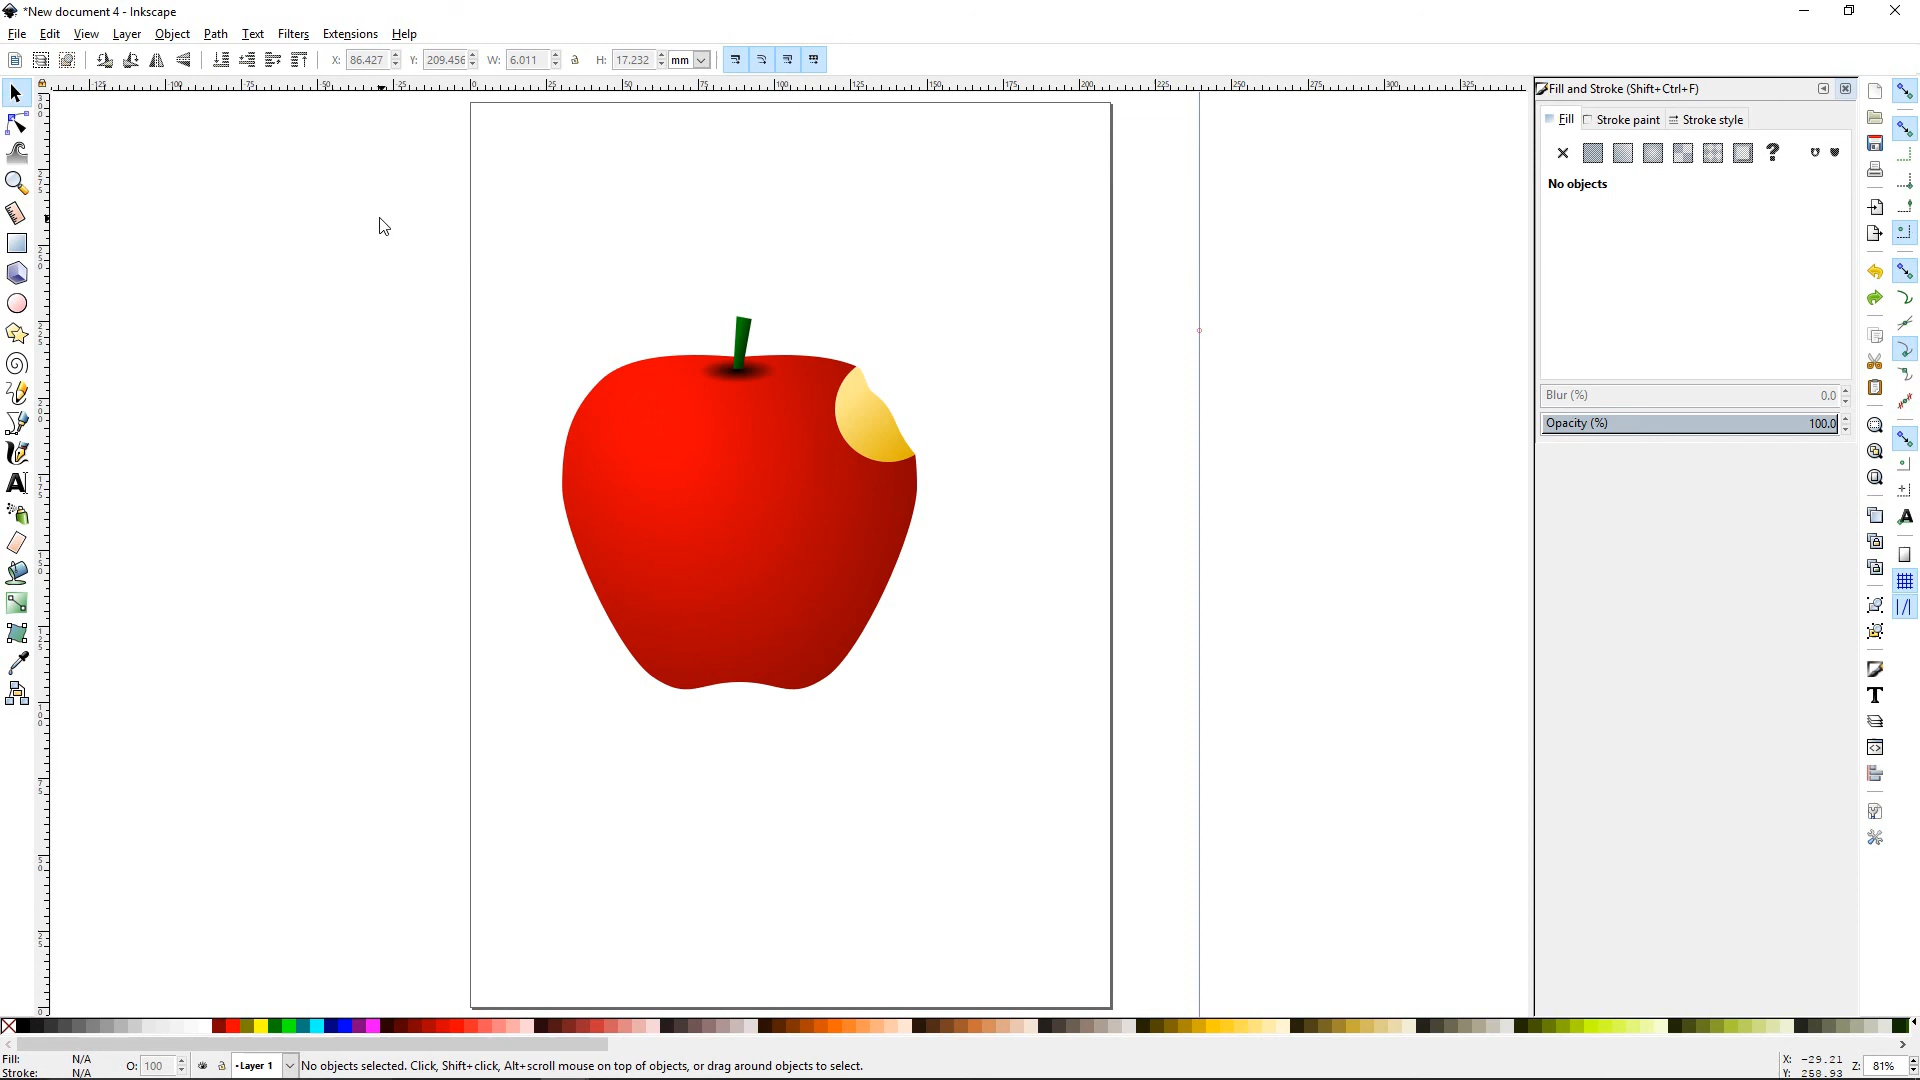 *New document 4 - Inkscape
File Edit View Layer Object Path Text Filters Extensions Help
X: 86.427 Y: 209.456 W: 6.011 H: 17.232 mm
Fill and Stroke (Shift+Ctrl+F)
Fill Stroke paint Stroke style
No objects
Blur (%) 0.0
Opacity (%) 100.0
Fill: N/A
Stroke: N/A
O: 100
•Layer 1
No objects selected. Click, Shift+click, Alt+scroll mouse on top of objects, or drag around objects to select.
X: -29.21
Y: 258.93
Z: 81%